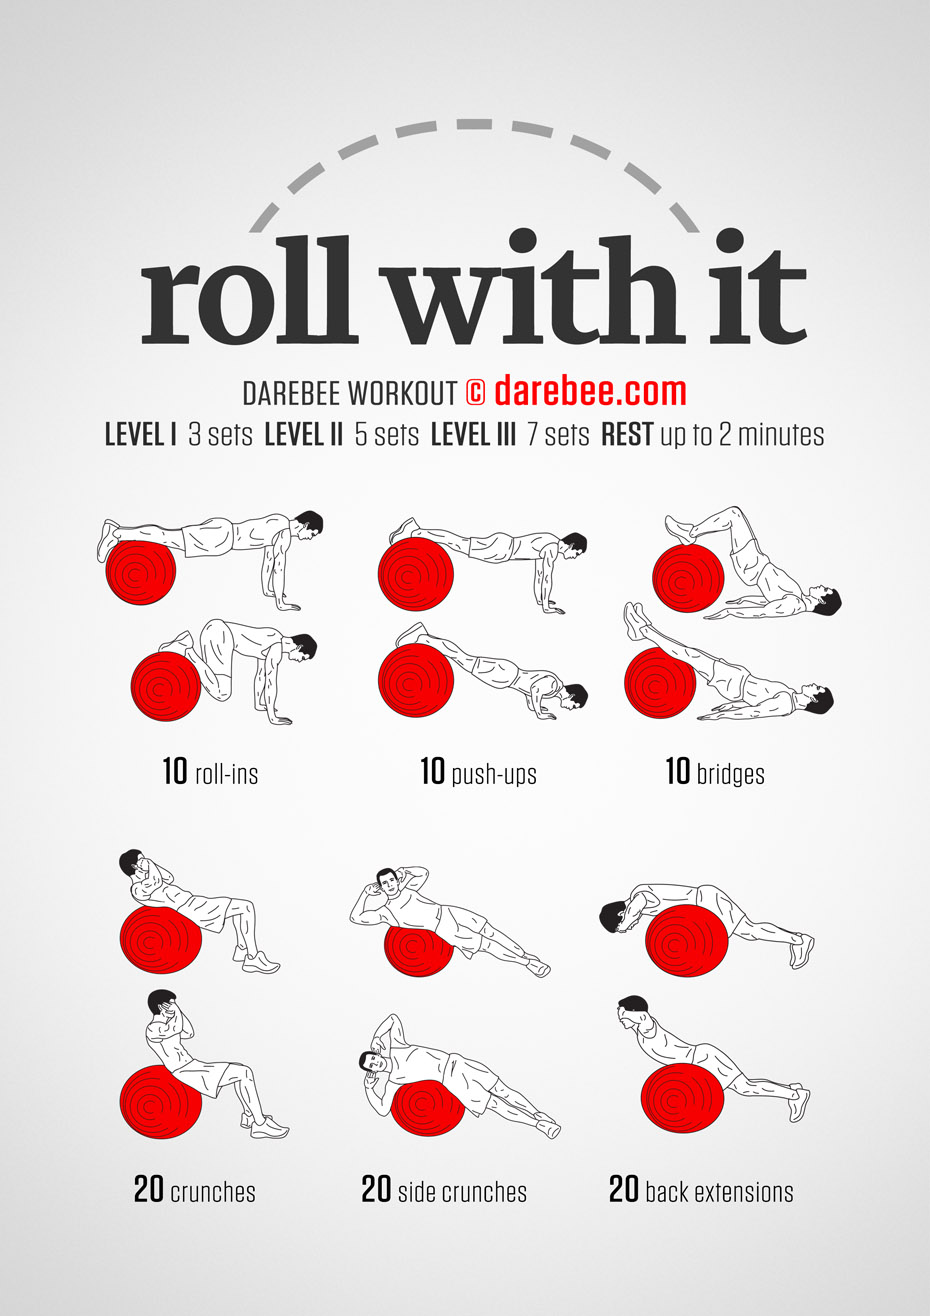 roll with it
DAREBEE WORKOUT © darebee.com
LEVEL I 3 sets LEVEL II 5 sets LEVEL III 7 sets REST up to 2 minutes
10 roll-ins
10 push-ups
10 bridges
20 crunches
20 side crunches
20 back extensions